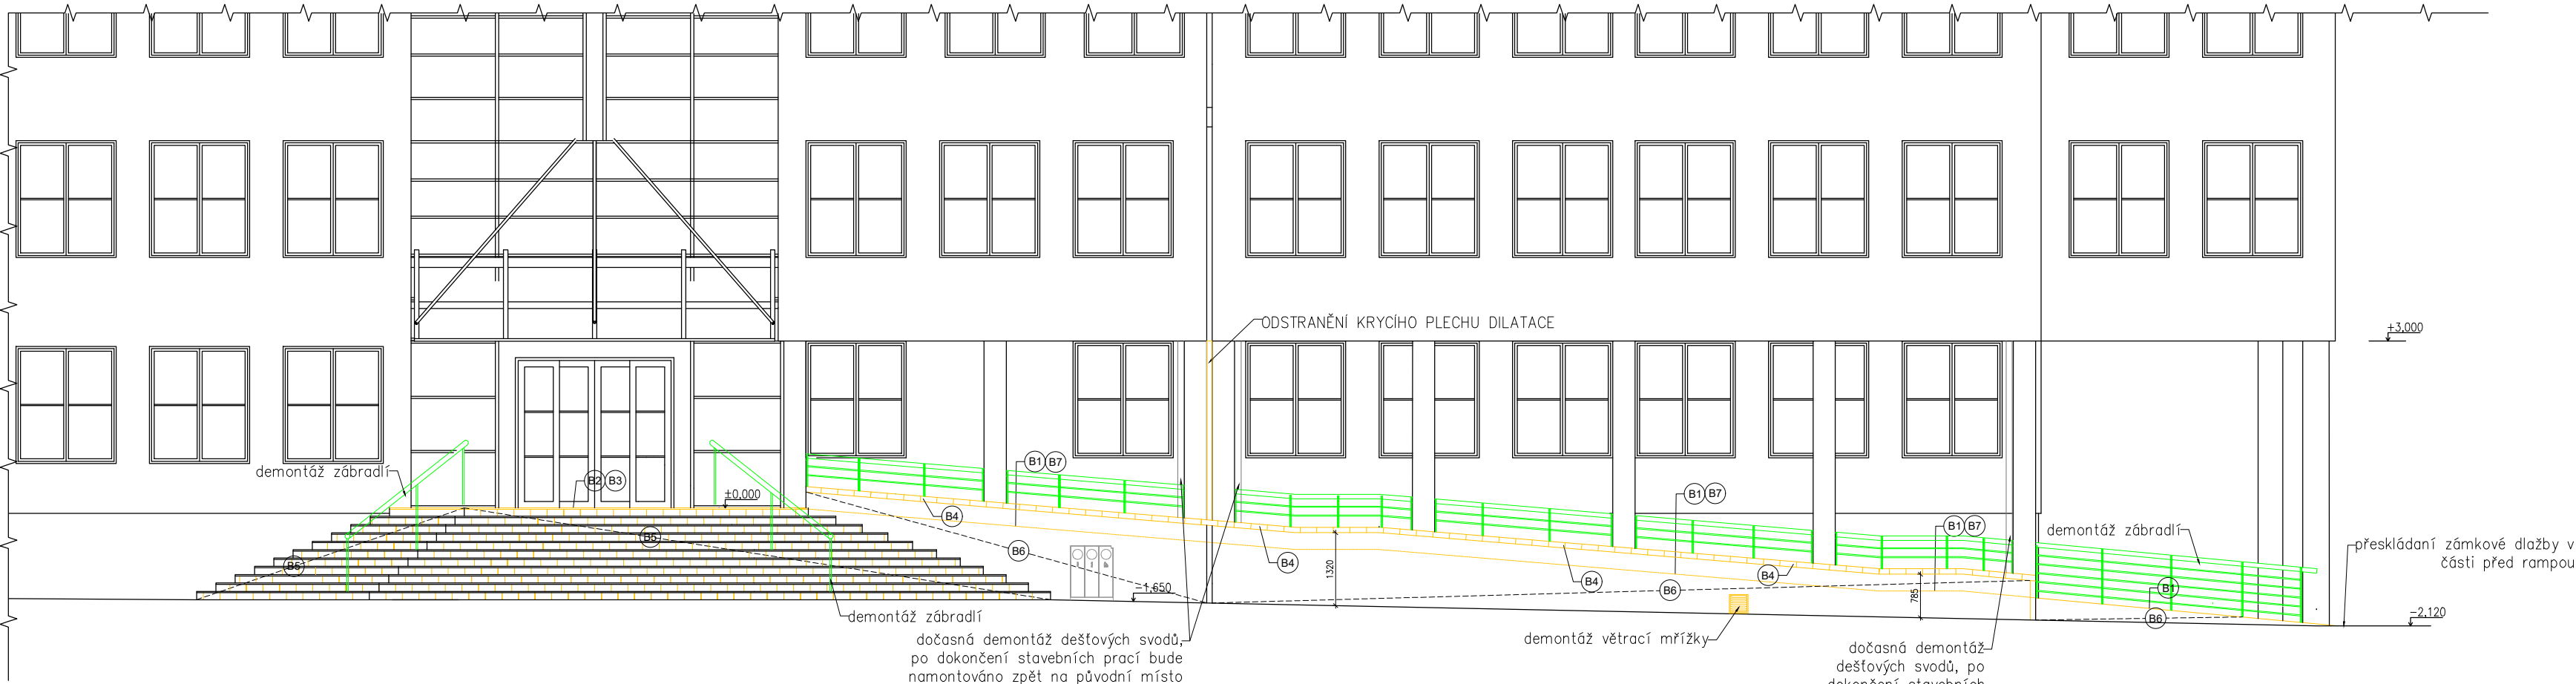 ODSTRANĚNÍ KRYCÍHO PLECHU DILATACE
+3,000
demontáž zábradlí
B2 B3
±0,000
B1 B7
B4
B1 B7
B5
B5
B6
B4
1320
B4
B6
B4
B1 B7
785
demontáž zábradlí
přeskládaní zámkové dlažby v
části před rampou
B1
B6
-1,650
-2,120
demontáž zábradlí
dočasná demontáž dešťových svodů,
po dokončení stavebních prací bude
namontováno zpět na původní místo
demontáž větrací mřížky
dočasná demontáž
dešťových svodů, po
dokončení stavebních